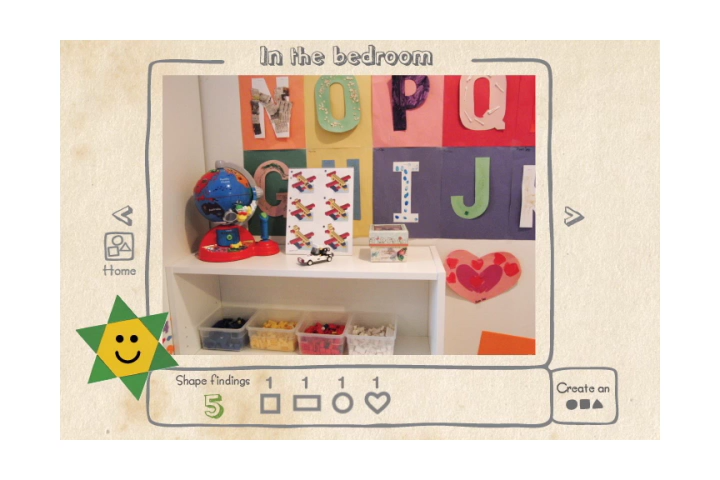 In the bedroom
N O P Q
G H I J
<
>
Home
Shape findings
5
1 1 1 1
Create an